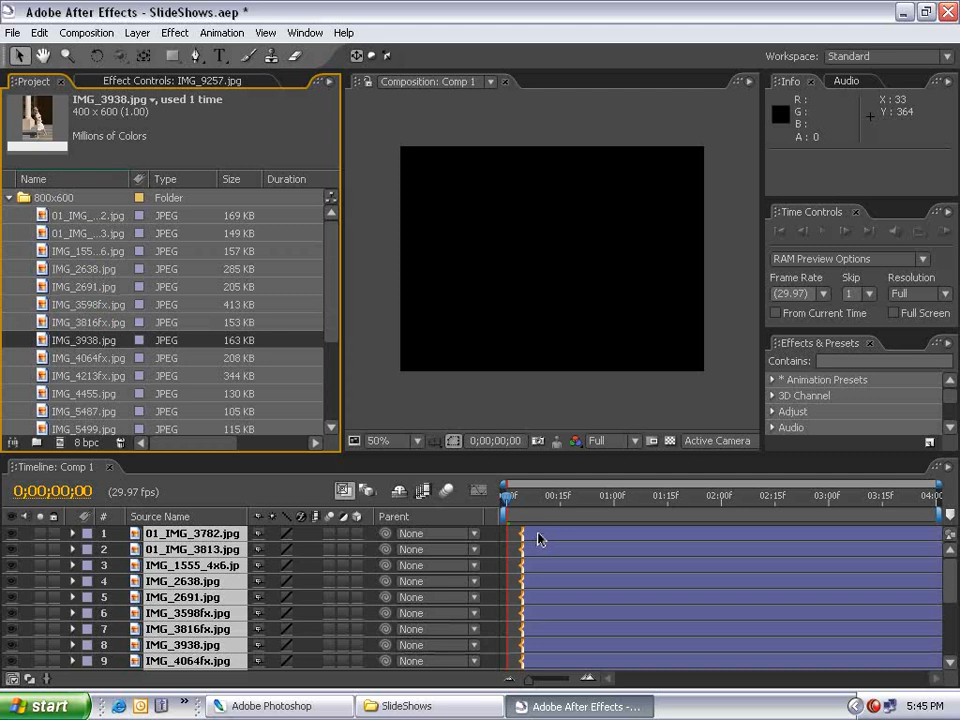 Adobe After Effects - SlideShows.aep *
File Edit Composition Layer Effect Animation View Window Help
Workspace: Standard
Project Effect Controls: IMG_9257.jpg
IMG_3938.jpg, used 1 time
400 x 600 (1.00)
Millions of Colors
Name Type Size Duration
800x600 Folder
01_IMG_...2.jpg JPEG 169 KB
01_IMG_...3.jpg JPEG 149 KB
IMG_155...6.jpg JPEG 157 KB
IMG_2638.jpg JPEG 285 KB
IMG_2691.jpg JPEG 205 KB
IMG_3598fx.jpg JPEG 413 KB
IMG_3816fx.jpg JPEG 153 KB
IMG_3938.jpg JPEG 163 KB
IMG_4064fx.jpg JPEG 208 KB
IMG_4213fx.jpg JPEG 344 KB
IMG_4455.jpg JPEG 130 KB
IMG_5487.jpg JPEG 105 KB
IMG_5499.jpg JPEG 115 KB
8 bpc
Composition: Comp 1
50% 0;00;00;00 Full Active Camera
Info Audio
R : X : 33
G : Y : 364
B :
A : 0
Time Controls
RAM Preview Options
Frame Rate Skip Resolution
(29.97) 1 Full
From Current Time Full Screen
Effects & Presets
Contains:
* Animation Presets
3D Channel
Adjust
Audio
Timeline: Comp 1
0;00;00;00 (29.97 fps)
00:15f 01:00f 01:15f 02:00f 02:15f 03:00f 03:15f 04:00
# Source Name Parent
1 01_IMG_3782.jpg None
2 01_IMG_3813.jpg None
3 IMG_1555_4x6.jp None
4 IMG_2638.jpg None
5 IMG_2691.jpg None
6 IMG_3598fx.jpg None
7 IMG_3816fx.jpg None
8 IMG_3938.jpg None
9 IMG_4064fx.jpg None
start Adobe Photoshop SlideShows Adobe After Effects -... 5:45 PM